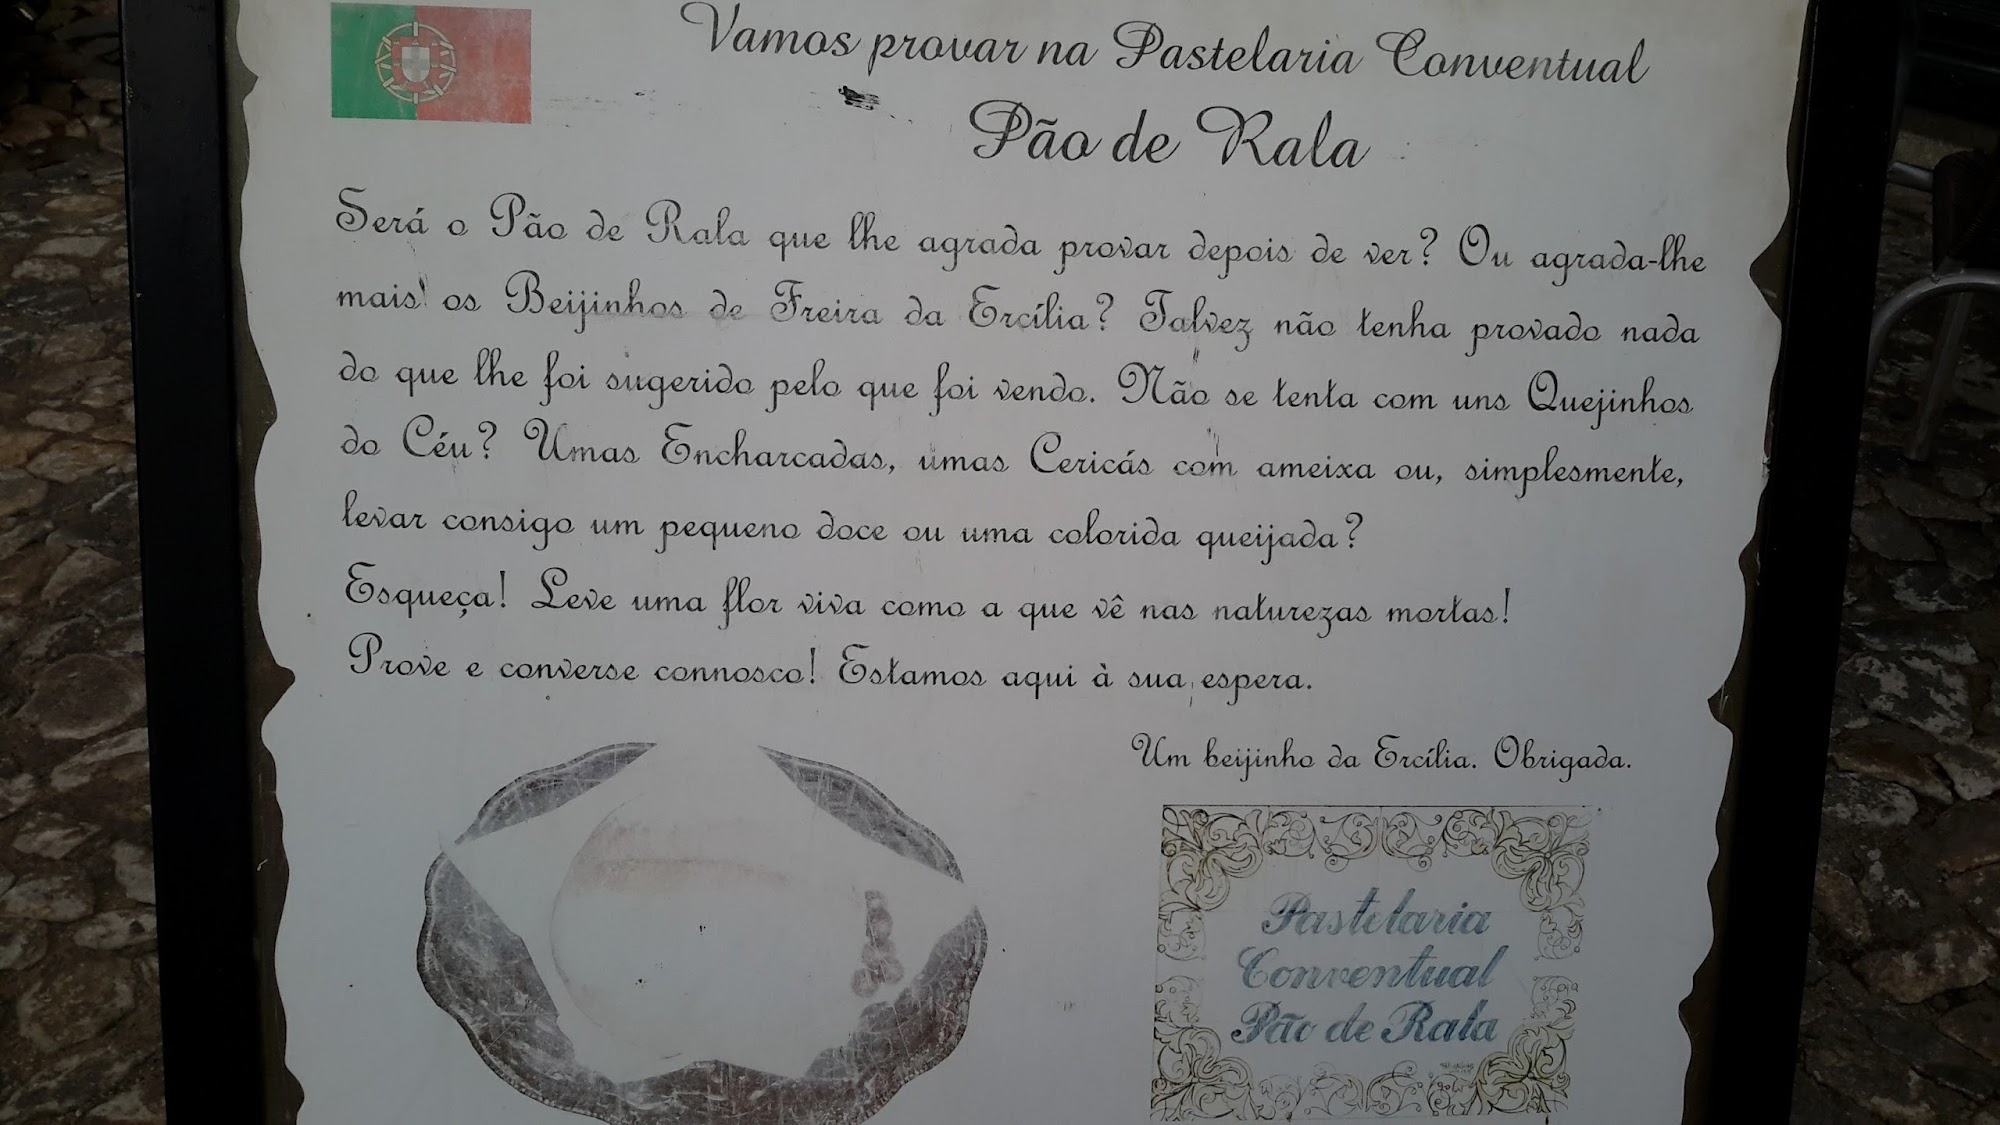 Vamos provar na Pastelaria Conventual
Pão de Rala
Será o Pão de Rala que lhe agrada provar depois de ver? Ou agrada-lhe
mais os Beijinhos de Freira da Ercília? Talvez não tenha provado nada
do que lhe foi sugerido pelo que foi vendo. Não se tenta com uns Quejinhos
do Céu? Umas Encharcadas, umas Cericás com ameixa ou, simplesmente,
levar consigo um pequeno doce ou uma colorida queijada?
Esqueça! Leve uma flor viva como a que vê nas naturezas mortas!
Prove e converse connosco! Estamos aqui à sua espera.
Um beijinho da Ercília. Obrigada.
Pastelaria
Conventual
Pão de Rala